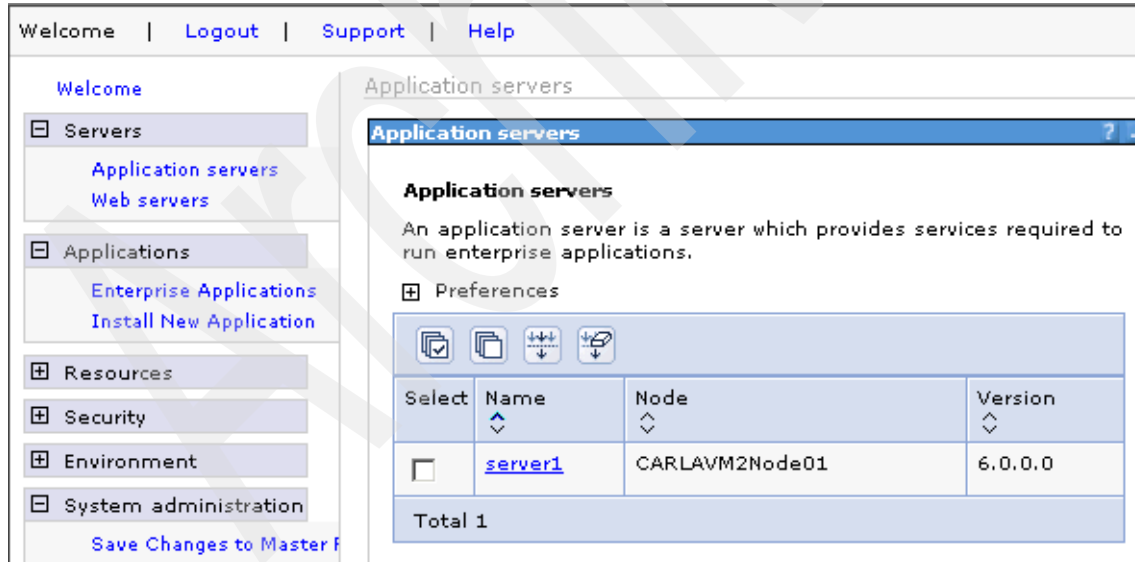 Welcome | Logout | Support | Help
Welcome
Servers
Application servers
Web servers
Applications
Enterprise Applications
Install New Application
Resources
Security
Environment
System administration
Save Changes to Master
Application servers
Application servers
Application servers
An application server is a server which provides services required to
run enterprise applications.
Preferences
Select Name Node Version
server1 CARLAVM2Node01 6.0.0.0
Total 1